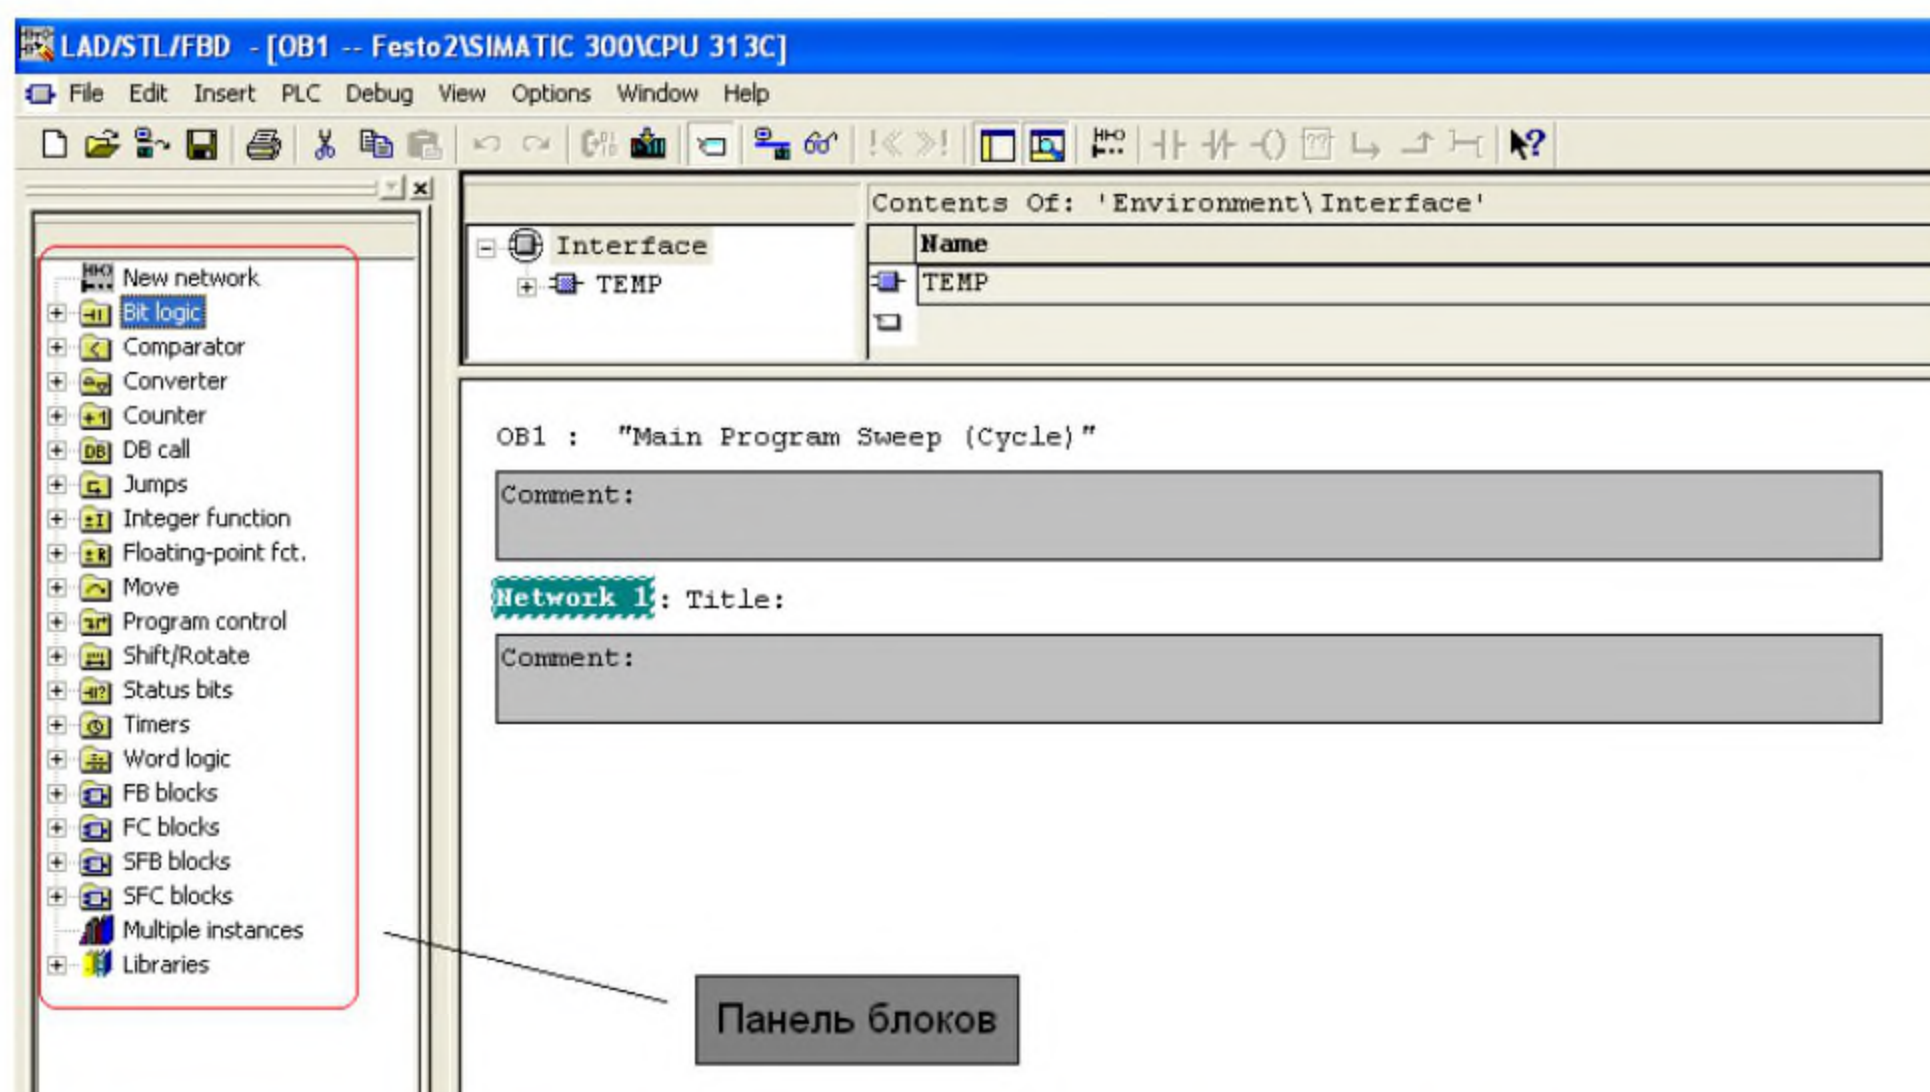 LAD/STL/FBD - [OB1 -- Festo2\SIMATIC 300\CPU 313C]
File Edit Insert PLC Debug View Options Window Help
New network
Bit logic
Comparator
Converter
Counter
DB call
Jumps
Integer function
Floating-point fct.
Move
Program control
Shift/Rotate
Status bits
Timers
Word logic
FB blocks
FC blocks
SFB blocks
SFC blocks
Multiple instances
Libraries
Interface
TEMP
Contents Of: 'Environment\Interface'
Name
TEMP
OB1 : "Main Program Sweep (Cycle)"
Comment:
Network 1: Title:
Comment:
Панель блоков